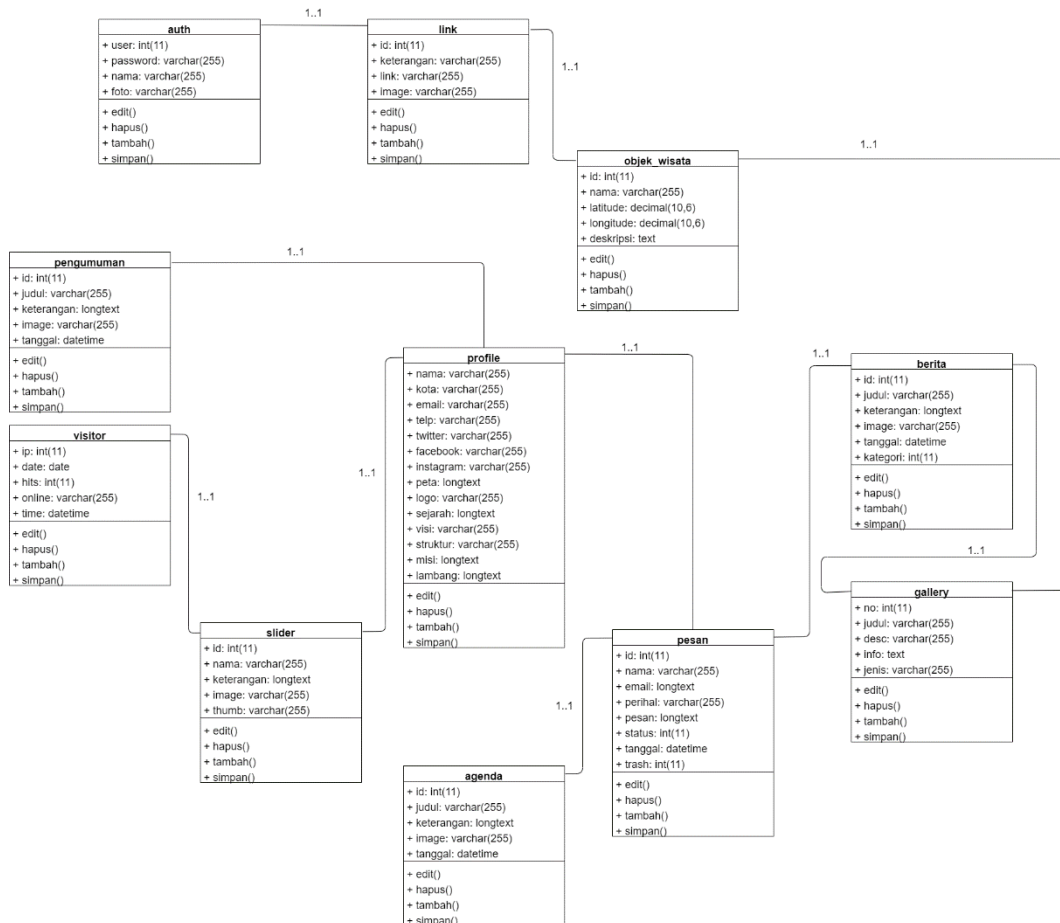 1..1
auth
+ user: int(11)
+ password: varchar(255)
+ nama: varchar(255)
+ foto: varchar(255)
+ edit()
+ hapus()
+ tambah()
+ simpan()
link
+ id: int(11)
+ keterangan: varchar(255)
+ link: varchar(255)
+ image: varchar(255)
+ edit()
+ hapus()
+ tambah()
+ simpan()
1..1
1..1
objek_wisata
+ id: int(11)
+ nama: varchar(255)
+ latitude: decimal(10,6)
+ longitude: decimal(10,6)
+ deskripsi: text
+ edit()
+ hapus()
+ tambah()
+ simpan()
1..1
pengumuman
+ id: int(11)
+ judul: varchar(255)
+ keterangan: longtext
+ image: varchar(255)
+ tanggal: datetime
+ edit()
+ hapus()
+ tambah()
+ simpan()
profile
+ nama: varchar(255)
+ kota: varchar(255)
+ email: varchar(255)
+ telp: varchar(255)
+ twitter: varchar(255)
+ facebook: varchar(255)
+ instagram: varchar(255)
+ peta: longtext
+ logo: varchar(255)
+ sejarah: longtext
+ visi: varchar(255)
+ struktur: varchar(255)
+ misi: longtext
+ lambang: longtext
+ edit()
+ hapus()
+ tambah()
+ simpan()
1..1
1..1
berita
+ id: int(11)
+ judul: varchar(255)
+ keterangan: longtext
+ image: varchar(255)
+ tanggal: datetime
+ kategori: int(11)
+ edit()
+ hapus()
+ tambah()
+ simpan()
visitor
+ ip: int(11)
+ date: date
+ hits: int(11)
+ online: varchar(255)
+ time: datetime
+ edit()
+ hapus()
+ tambah()
+ simpan()
1..1
1..1
1..1
slider
+ id: int(11)
+ nama: varchar(255)
+ keterangan: longtext
+ image: varchar(255)
+ thumb: varchar(255)
+ edit()
+ hapus()
+ tambah()
+ simpan()
gallery
+ no: int(11)
+ judul: varchar(255)
+ desc: varchar(255)
+ info: text
+ jenis: varchar(255)
+ edit()
+ hapus()
+ tambah()
+ simpan()
pesan
+ id: int(11)
+ nama: varchar(255)
+ email: longtext
+ perihal: varchar(255)
+ pesan: longtext
+ status: int(11)
+ tanggal: datetime
+ trash: int(11)
+ edit()
+ hapus()
+ tambah()
+ simpan()
1..1
agenda
+ id: int(11)
+ judul: varchar(255)
+ keterangan: longtext
+ image: varchar(255)
+ tanggal: datetime
+ edit()
+ hapus()
+ tambah()
+ simpan()